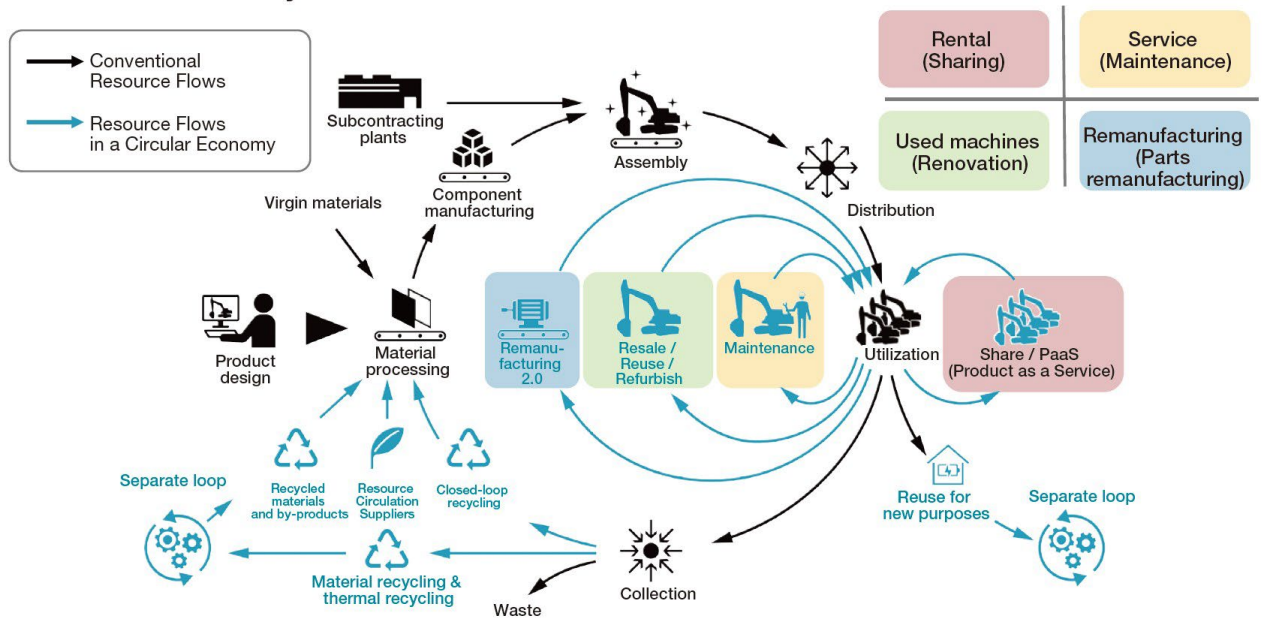 Conventional
Resource Flows
Resource Flows
in a Circular Economy
Rental
(Sharing)
Service
(Maintenance)
Used machines
(Renovation)
Remanufacturing
(Parts
remanufacturing)
Subcontracting
plants
Assembly
Component
manufacturing
Virgin materials
Distribution
Product
design
Material
processing
Remanu-
facturing
2.0
Resale /
Reuse /
Refurbish
Maintenance
Utilization
Share / PaaS
(Product as a Service)
Separate loop
Recycled
materials
and by-products
Resource
Circulation
Suppliers
Closed-loop
recycling
Reuse for
new purposes
Separate loop
Material recycling &
thermal recycling
Collection
Waste